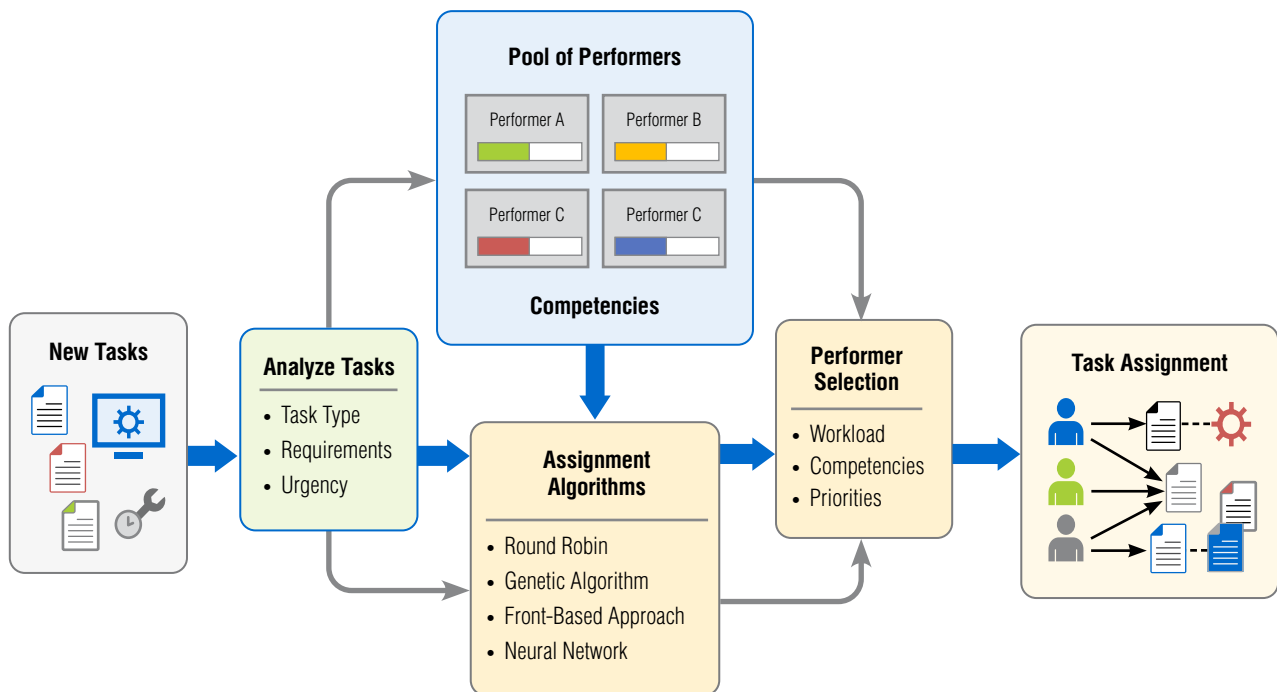 Pool of Performers
Performer A
Performer B
Performer C
Performer C
Competencies
New Tasks
Analyze Tasks
• Task Type
• Requirements
• Urgency
Assignment
Algorithms
• Round Robin
• Genetic Algorithm
• Front-Based Approach
• Neural Network
Performer
Selection
• Workload
• Competencies
• Priorities
Task Assignment